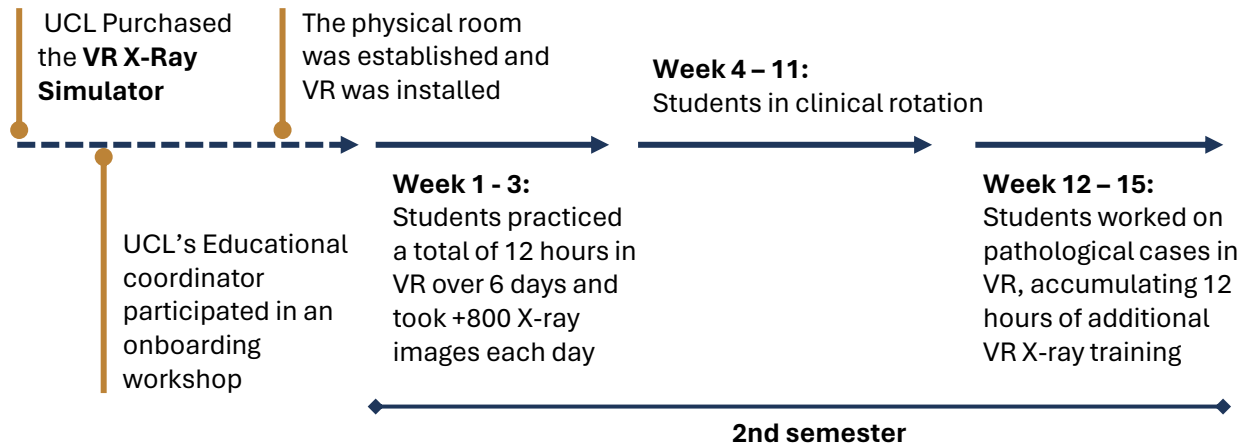 UCL Purchased
the VR X-Ray
Simulator
The physical room
was established and
VR was installed
UCL’s Educational
coordinator
participated in an
onboarding
workshop
Week 1 - 3:
Students practiced
a total of 12 hours in
VR over 6 days and
took +800 X-ray
images each day
Week 4 – 11:
Students in clinical rotation
Week 12 – 15:
Students worked on
pathological cases in
VR, accumulating 12
hours of additional
VR X-ray training
2nd semester